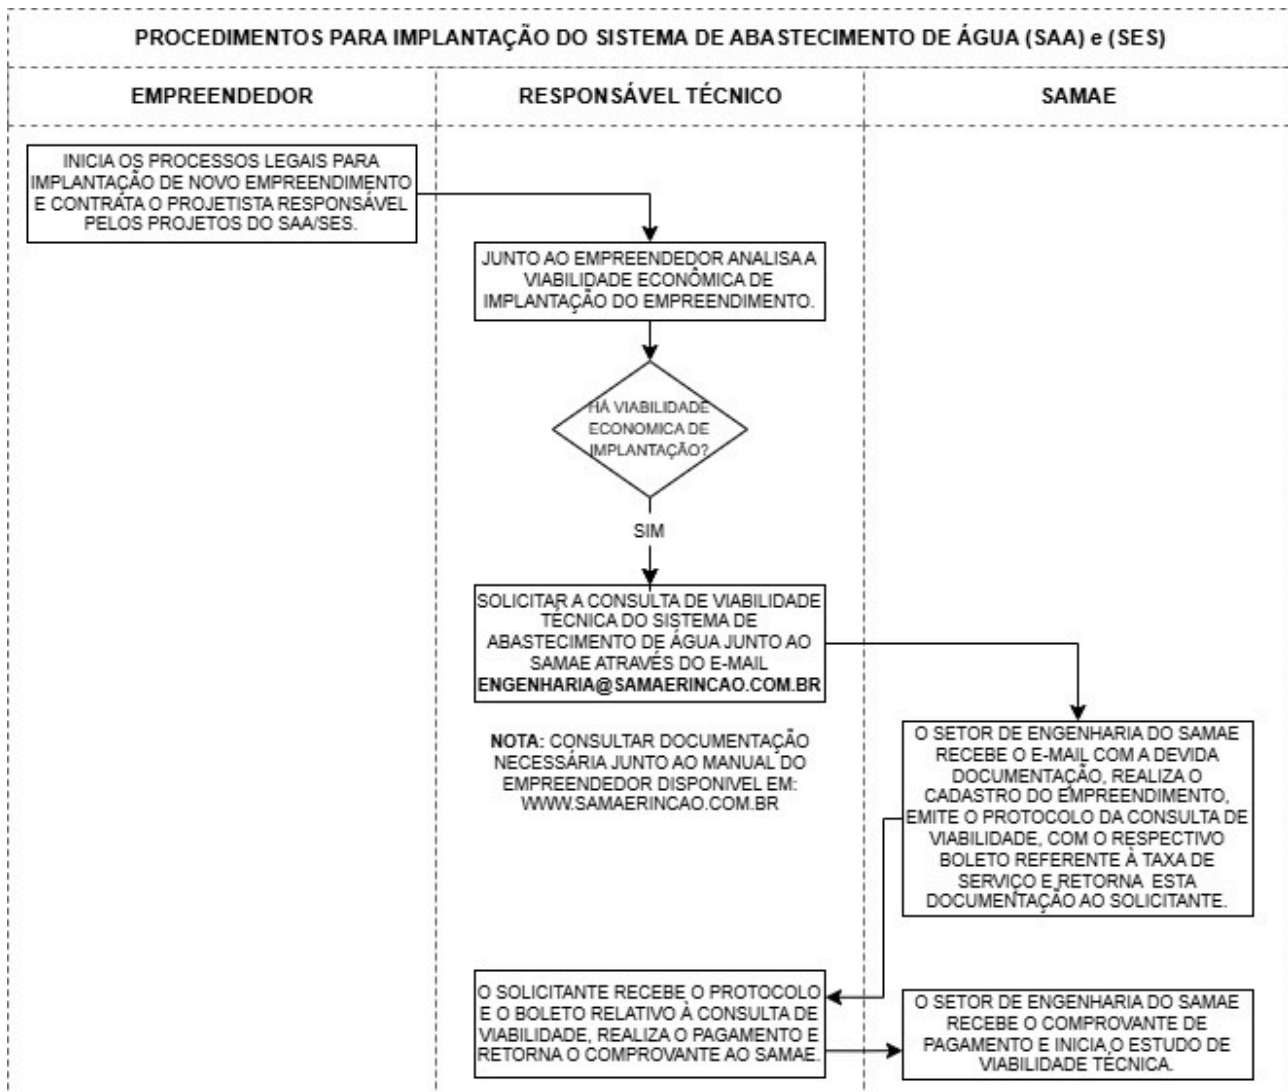 PROCEDIMENTOS PARA IMPLANTAÇÃO DO SISTEMA DE ABASTECIMENTO DE ÁGUA (SAA) e (SES)
EMPREENDEDOR
RESPONSÁVEL TÉCNICO
SAMAE
INICIA OS PROCESSOS LEGAIS PARA
IMPLANTAÇÃO DE NOVO EMPREENDIMENTO
E CONTRATA O PROJETISTA RESPONSÁVEL
PELOS PROJETOS DO SAA/SES.
JUNTO AO EMPREENDEDOR ANALISA A
VIABILIDADE ECONÔMICA DE
IMPLANTAÇÃO DO EMPREENDIMENTO.
HÁ VIABILIDADE
ECONOMICA DE
IMPLANTAÇÃO?
SIM
SOLICITAR A CONSULTA DE VIABILIDADE
TÉCNICA DO SISTEMA DE
ABASTECIMENTO DE ÁGUA JUNTO AO
SAMAE ATRAVÉS DO E-MAIL
ENGENHARIA@SAMAERINCAO.COM.BR
NOTA: CONSULTAR DOCUMENTAÇÃO
NECESSÁRIA JUNTO AO MANUAL DO
EMPREENDEDOR DISPONIVEL EM:
WWW.SAMAERINCAO.COM.BR
O SETOR DE ENGENHARIA DO SAMAE
RECEBE O E-MAIL COM A DEVIDA
DOCUMENTAÇÃO, REALIZA O
CADASTRO DO EMPREENDIMENTO,
EMITE O PROTOCOLO DA CONSULTA DE
VIABILIDADE, COM O RESPECTIVO
BOLETO REFERENTE À TAXA DE
SERVIÇO E RETORNA ESTA
DOCUMENTAÇÃO AO SOLICITANTE.
O SOLICITANTE RECEBE O PROTOCOLO
E O BOLETO RELATIVO À CONSULTA DE
VIABILIDADE, REALIZA O PAGAMENTO E
RETORNA O COMPROVANTE AO SAMAE.
O SETOR DE ENGENHARIA DO SAMAE
RECEBE O COMPROVANTE DE
PAGAMENTO E INICIA O ESTUDO DE
VIABILIDADE TÉCNICA.